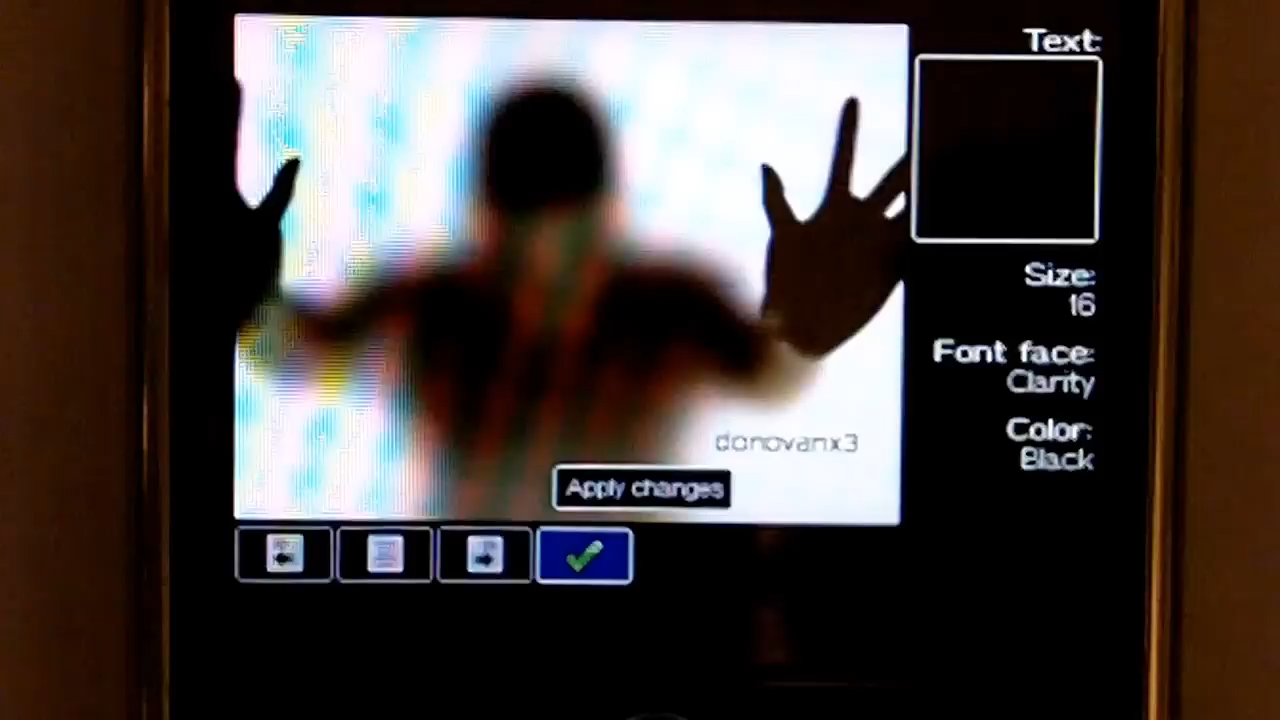 Text:
Size:
16
Font face:
Clarity
Color:
Black
donovanx3
Apply changes